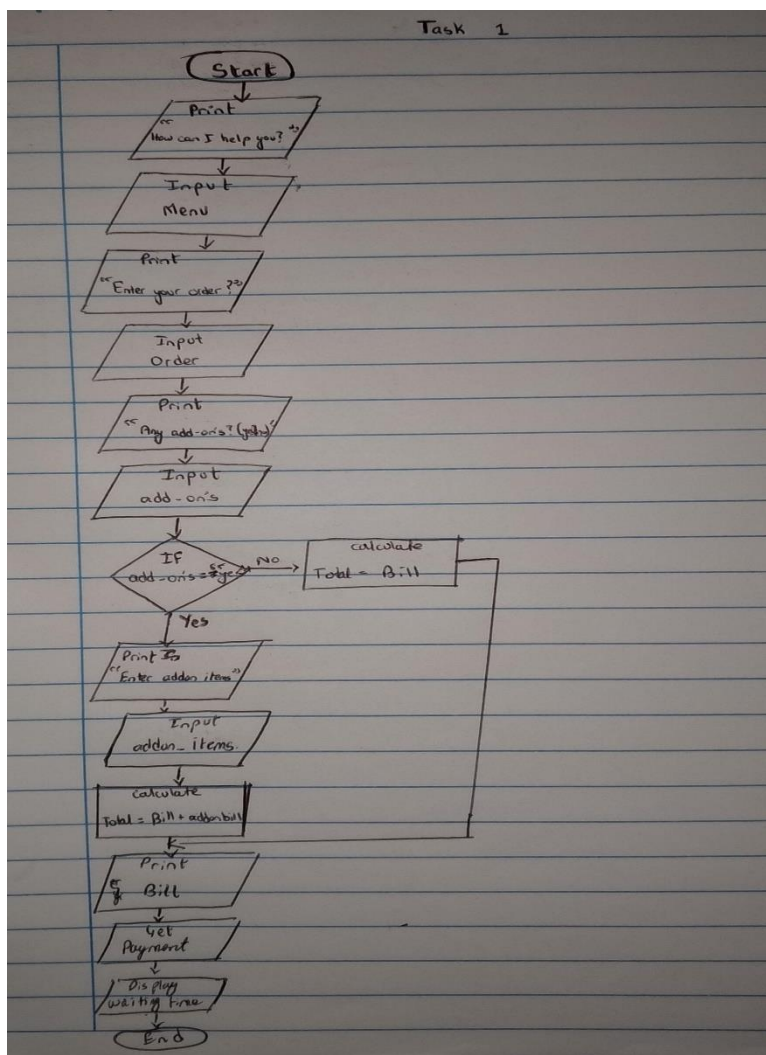 Task 1
Start
Print
"How can I help you?"
Input
Menu
Print
"Enter your order?"
Input
Order
Print
"Any add-on's? (y/n)"
Input
add-on's
If
add-on's = "yes"
No
calculate
Total = Bill
Yes
Print
"Enter addon items"
Input
addon_items.
calculate
Total = Bill + addonbill
Print
Bill
Get
Payment
Display
waiting time
End